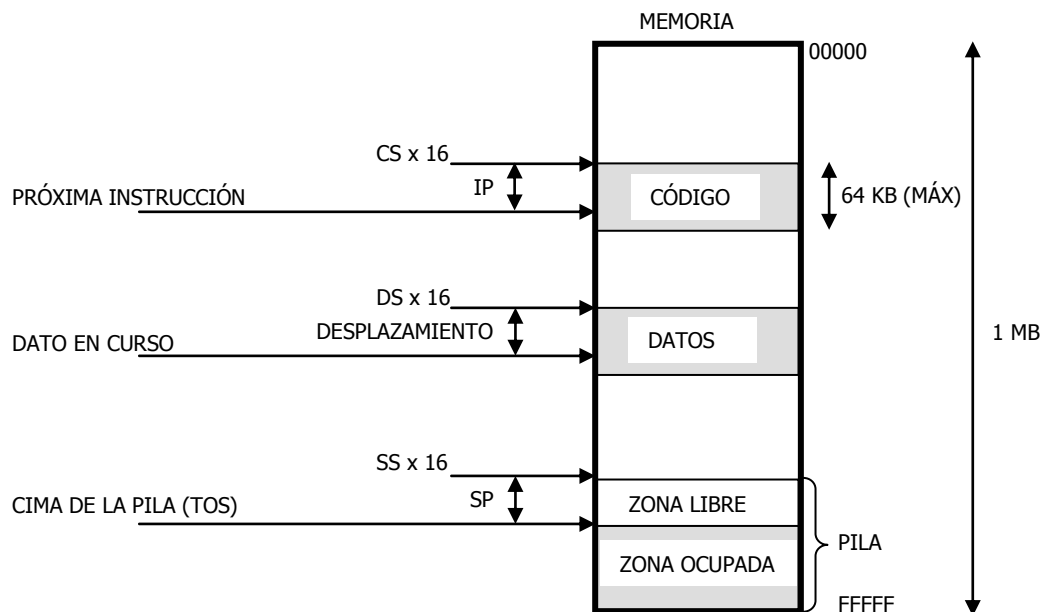 MEMORIA
00000
CS x 16
IP
PRÓXIMA INSTRUCCIÓN
CÓDIGO
64 KB (MÁX)
DS x 16
DESPLAZAMIENTO
DATO EN CURSO
DATOS
1 MB
SS x 16
SP
CIMA DE LA PILA (TOS)
ZONA LIBRE
PILA
ZONA OCUPADA
FFFFF